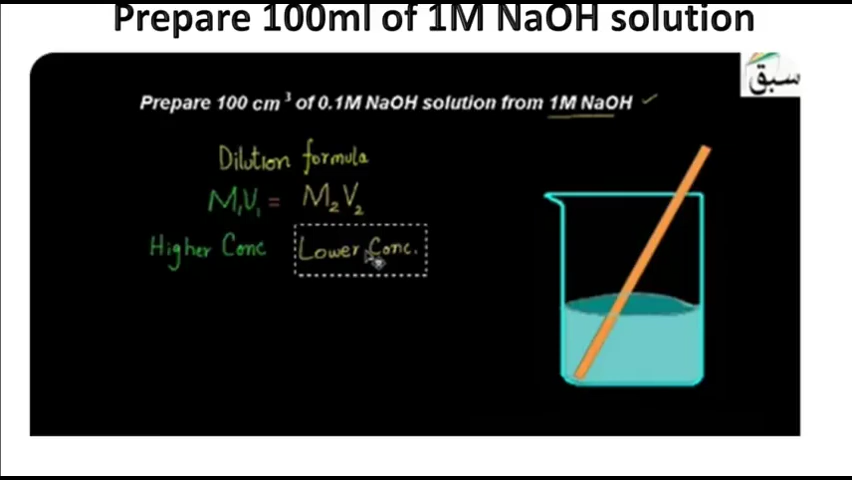 Prepare 100ml of 1M NaOH solution
سبق
Prepare 100 cm³ of 0.1M NaOH solution from 1M NaOH ✓
Dilution formula
M₁V₁ = M₂V₂
Higher Conc Lower Conc.